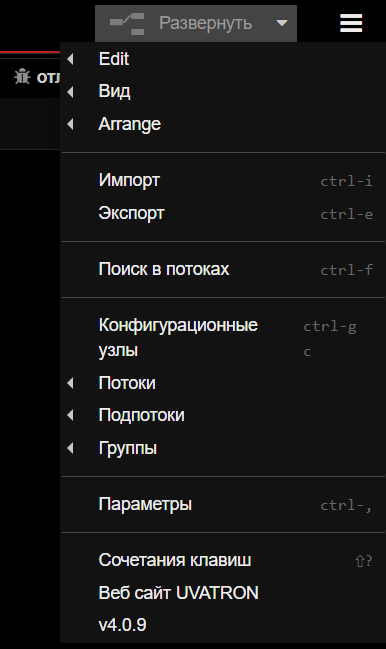 Развернуть
отл
Edit
Вид
Arrange
Импорт ctrl-i
Экспорт ctrl-e
Поиск в потоках ctrl-f
Конфигурационные ctrl-g
узлы c
Потоки
Подпотоки
Группы
Параметры ctrl-,
Сочетания клавиш ⇧?
Веб сайт UVATRON
v4.0.9